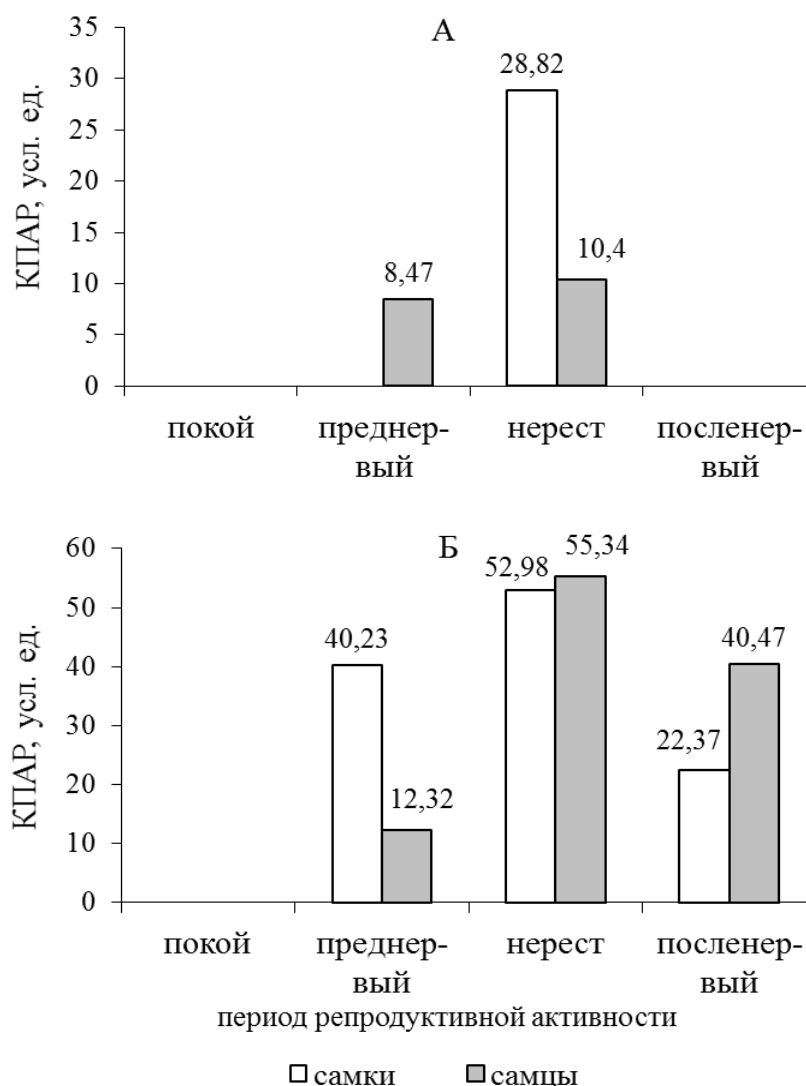 А
КПАР, усл. ед.
35
30
25
20
15
10
5
0
28,82
8,47
10,4
покой преднер- нерест посленер-
вый вый
Б
КПАР, усл. ед.
60
50
40
30
20
10
0
40,23
12,32
52,98
55,34
22,37
40,47
покой преднер- нерест посленер-
вый вый
период репродуктивной активности
самки самцы